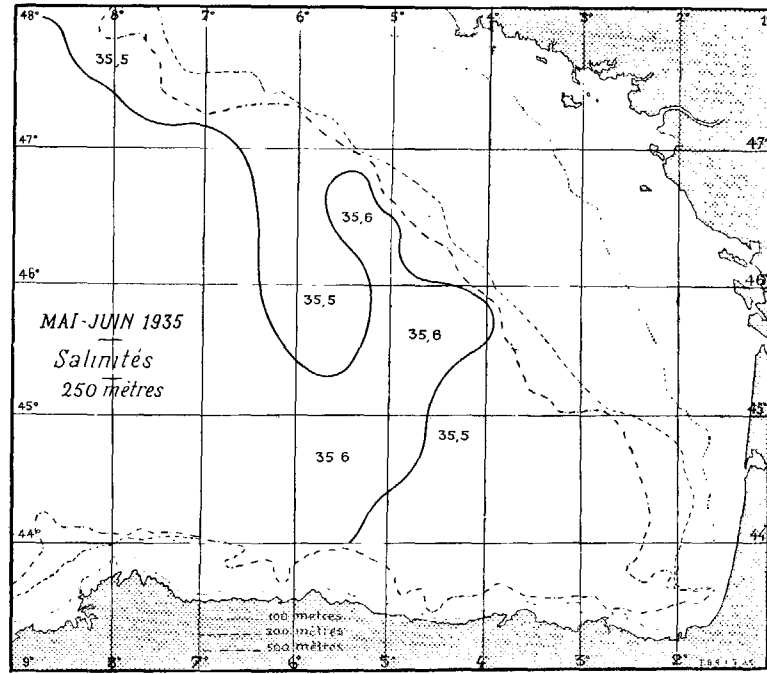 48° 8° 7° 6° 5° 4° 3° 2° 1
35,5
47° 47°
35,6
46° 46
35,5
MAI-JUIN 1935
35,6
Salinités
250 mètres
45° 45°
35,5
35 6
44° 44
100 mètres
200 mètres
500 mètres
9° 8° 7° 6° 5° 4° 3° 2° 1